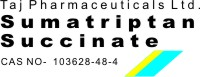 Taj Pharmaceuticals Ltd.
Sumatriptan
Succinate
CAS NO- 103628-48-4